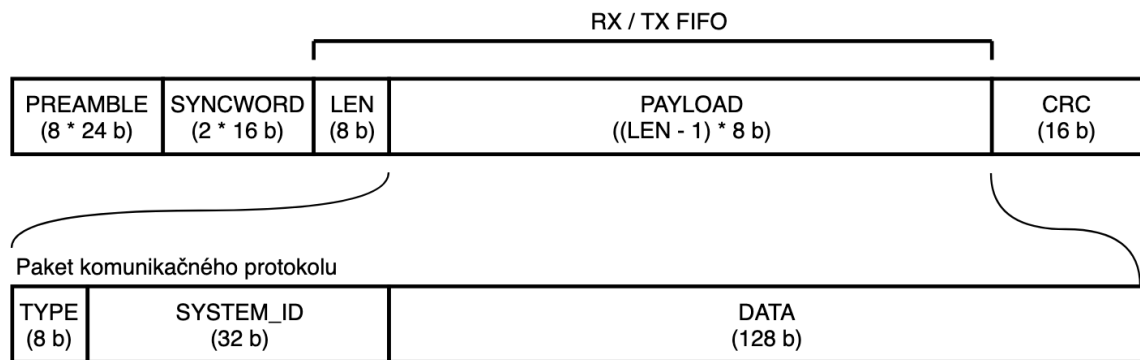 RX / TX FIFO
PREAMBLE SYNCWORD LEN PAYLOAD CRC
(8 * 24 b) (2 * 16 b) (8 b) ((LEN - 1) * 8 b) (16 b)
Paket komunikačného protokolu
TYPE SYSTEM_ID DATA
(8 b) (32 b) (128 b)